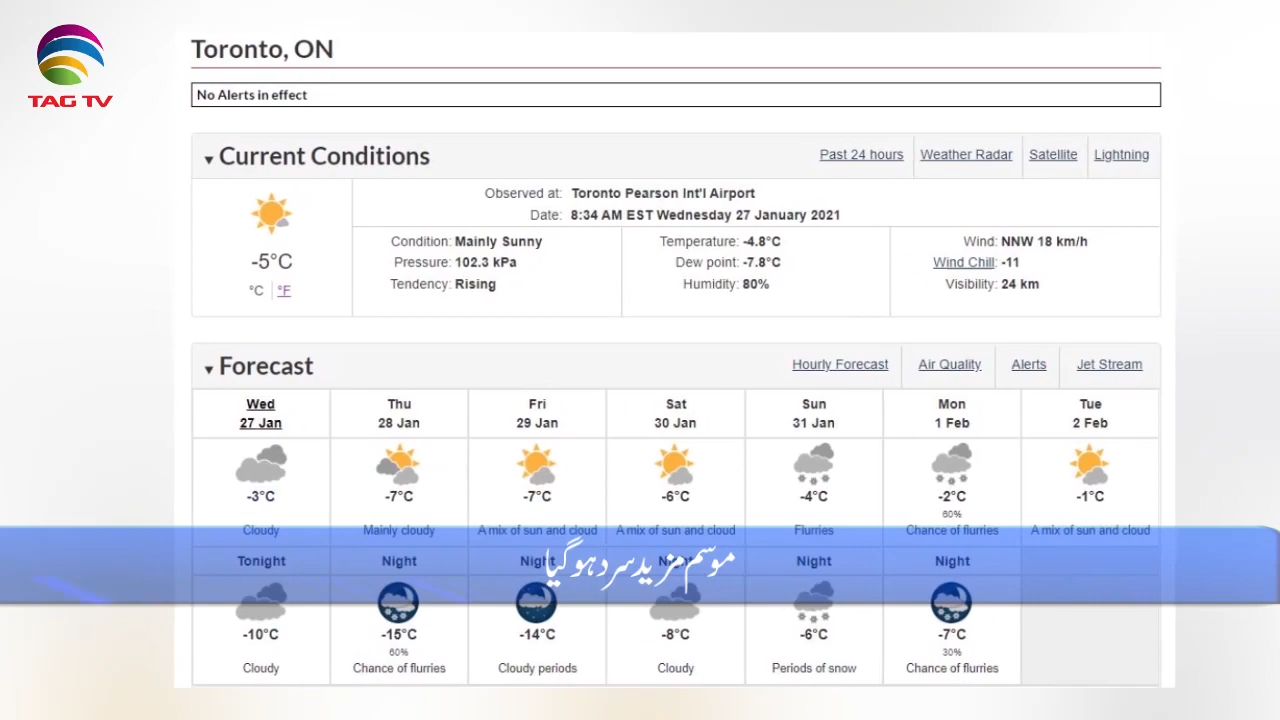 TAG TV
Toronto, ON
No Alerts in effect
▼ Current Conditions
Past 24 hours Weather Radar Satellite Lightning
-5°C
°C °F
Observed at: Toronto Pearson Int'l Airport
Date: 8:34 AM EST Wednesday 27 January 2021
Condition: Mainly Sunny
Pressure: 102.3 kPa
Tendency: Rising
Temperature: -4.8°C
Dew point: -7.8°C
Humidity: 80%
Wind: NNW 18 km/h
Wind Chill: -11
Visibility: 24 km
▼ Forecast
Hourly Forecast Air Quality Alerts Jet Stream
Wed Thu Fri Sat Sun Mon Tue
27 Jan 28 Jan 29 Jan 30 Jan 31 Jan 1 Feb 2 Feb
-3°C -7°C -7°C -6°C -4°C -2°C -1°C
60%
Cloudy Mainly cloudy A mix of sun and cloud A mix of sun and cloud Flurries Chance of flurries A mix of sun and cloud
Tonight Night Night Night Night Night
موسم مزید سرد ہو گیا
-10°C -15°C -14°C -8°C -6°C -7°C
60% 30%
Cloudy Chance of flurries Cloudy periods Cloudy Periods of snow Chance of flurries